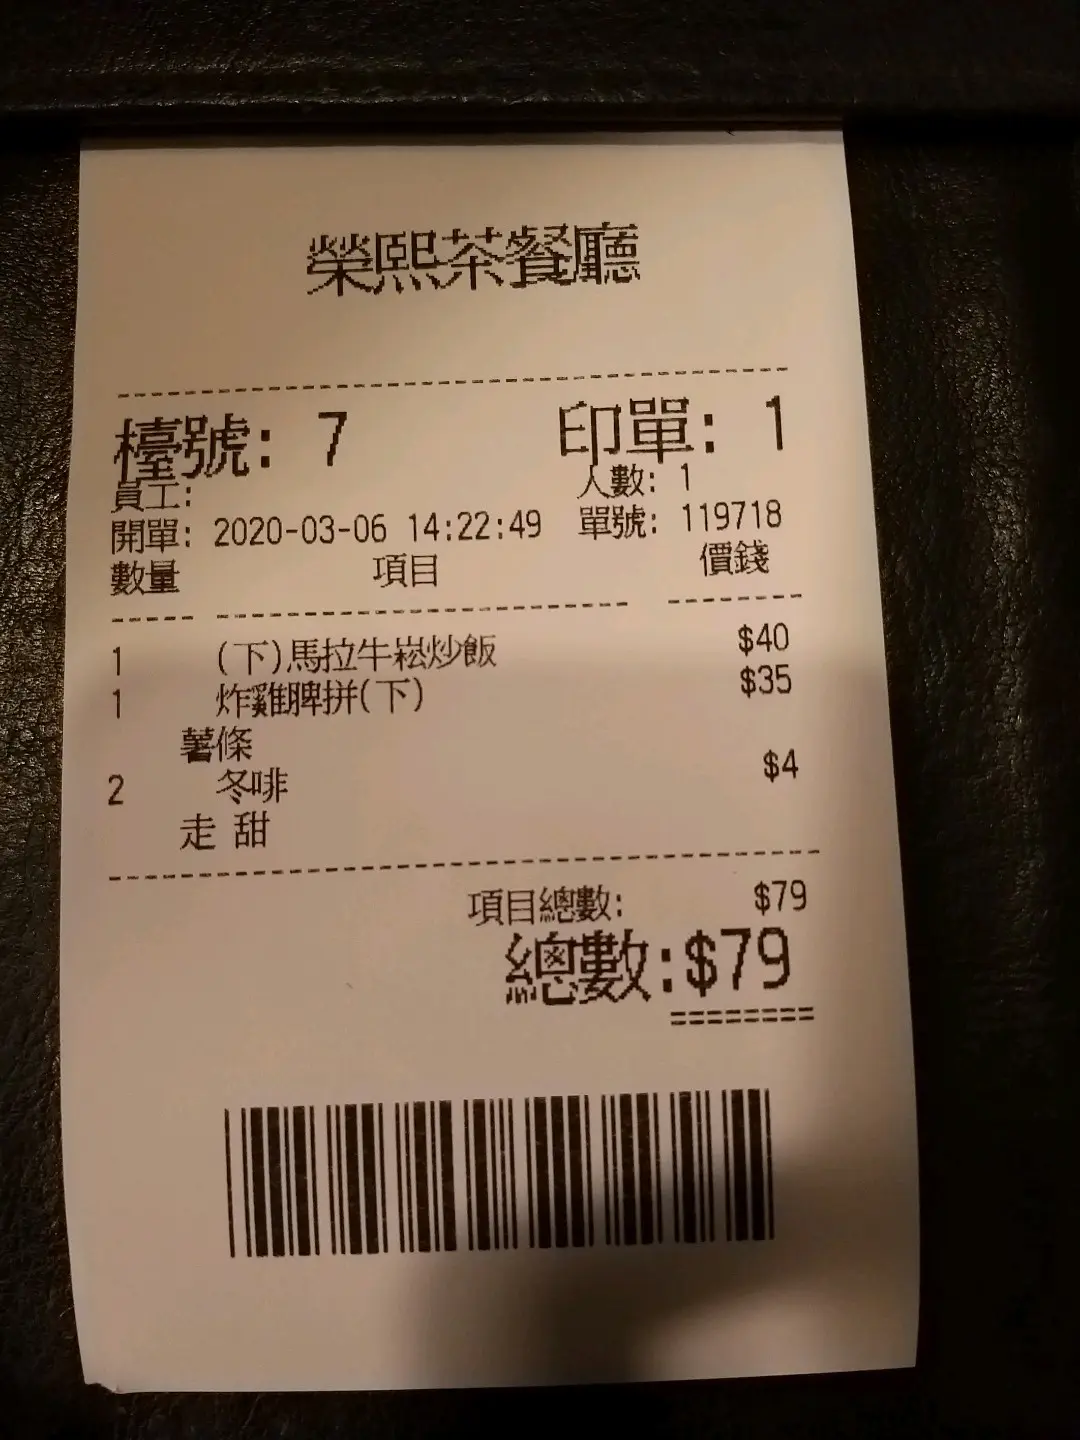 榮熙茶餐廳
檯號: 7 印單: 1
員工: 人數: 1
開單: 2020-03-06 14:22:49 單號: 119718
數量 項目 價錢
1 (下)馬拉牛崧炒飯 $40
1 炸雞髀拼(下) $35
薯條
2 冬啡 $4
走 甜
項目總數: $79
總數:$79
========